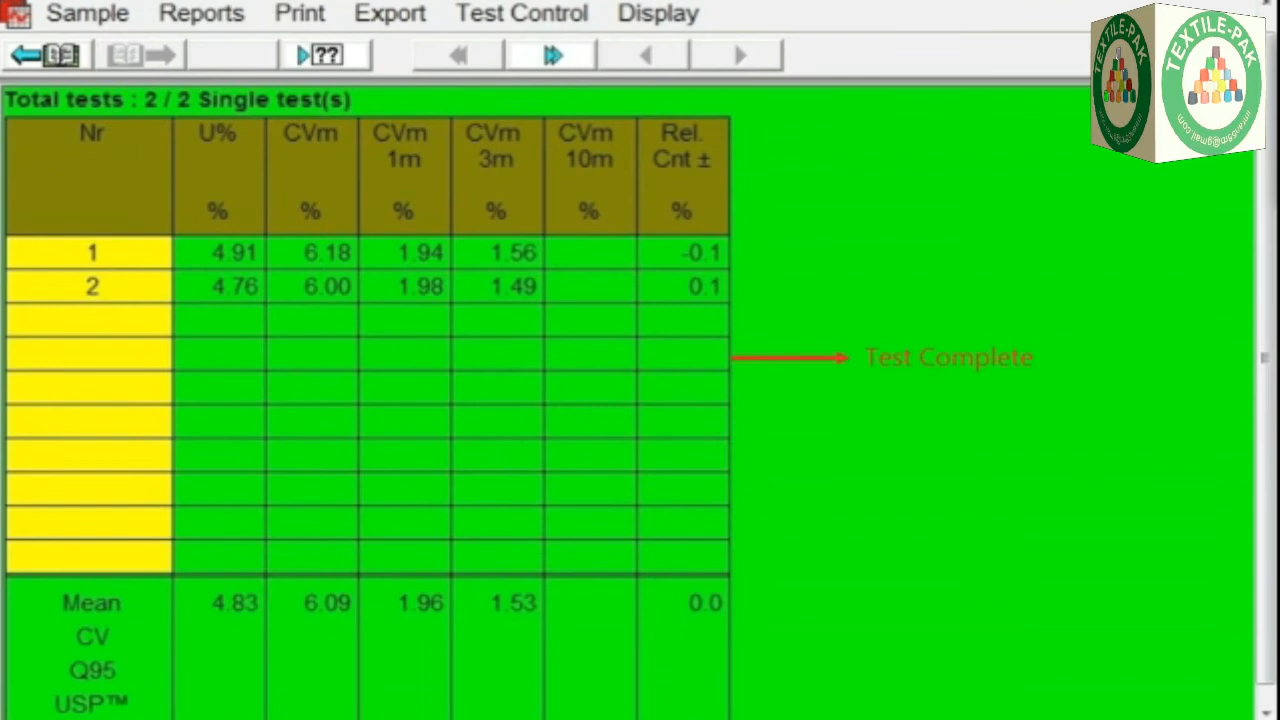 Sample Reports Print Export Test Control Display
??
TEXTILE-PAK
TEXTILE-PAK
Total tests : 2 / 2 Single test(s)
Nr U% CVm CVm 1m CVm 3m CVm 10m Rel. Cnt ±
% % % % % %
1 4.91 6.18 1.94 1.56 -0.1
2 4.76 6.00 1.98 1.49 0.1
Test Complete
Mean 4.83 6.09 1.96 1.53 0.0
CV
Q95
USP™